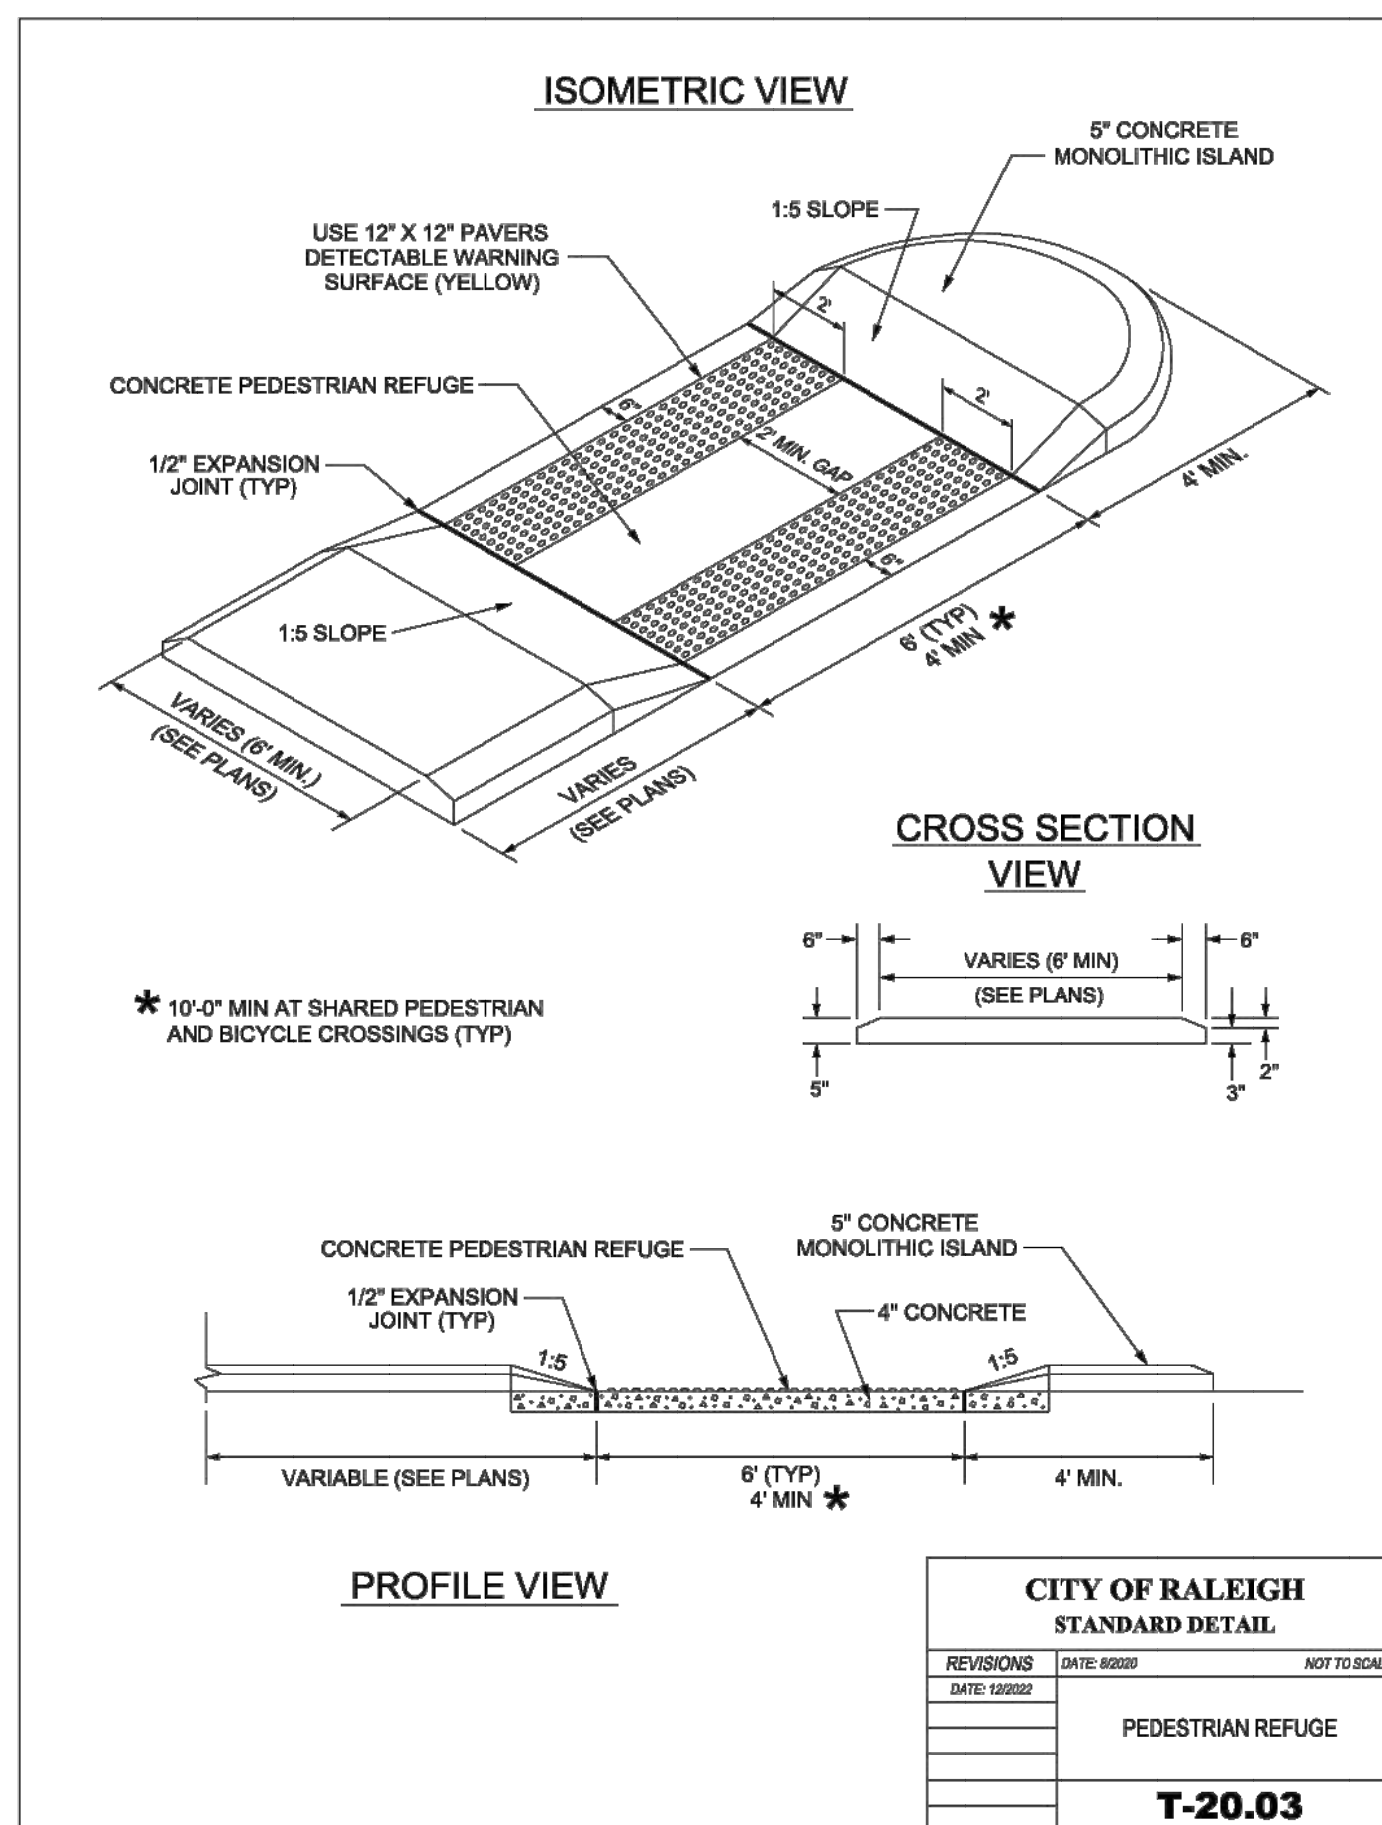 ISOMETRIC VIEW
5" CONCRETE
MONOLITHIC ISLAND
1:5 SLOPE
USE 12" X 12" PAVERS
DETECTABLE WARNING
SURFACE (YELLOW)
2'
CONCRETE PEDESTRIAN REFUGE
6"
2'
2' MIN. GAP
1/2" EXPANSION
JOINT (TYP)
4' MIN.
6"
1:5 SLOPE
6' (TYP)
4' MIN *
VARIES (6' MIN.)
(SEE PLANS)
VARIES
(SEE PLANS)
CROSS SECTION
VIEW
6"
6"
VARIES (6' MIN)
(SEE PLANS)
5"
2"
3"
* 10'-0" MIN AT SHARED PEDESTRIAN
AND BICYCLE CROSSINGS (TYP)
5" CONCRETE
MONOLITHIC ISLAND
CONCRETE PEDESTRIAN REFUGE
1/2" EXPANSION
JOINT (TYP)
4" CONCRETE
1:5
1:5
VARIABLE (SEE PLANS)
6' (TYP)
4' MIN *
4' MIN.
PROFILE VIEW
CITY OF RALEIGH
STANDARD DETAIL
REVISIONS
DATE: 8/2020
NOT TO SCAL
DATE: 12/2022
PEDESTRIAN REFUGE
T-20.03